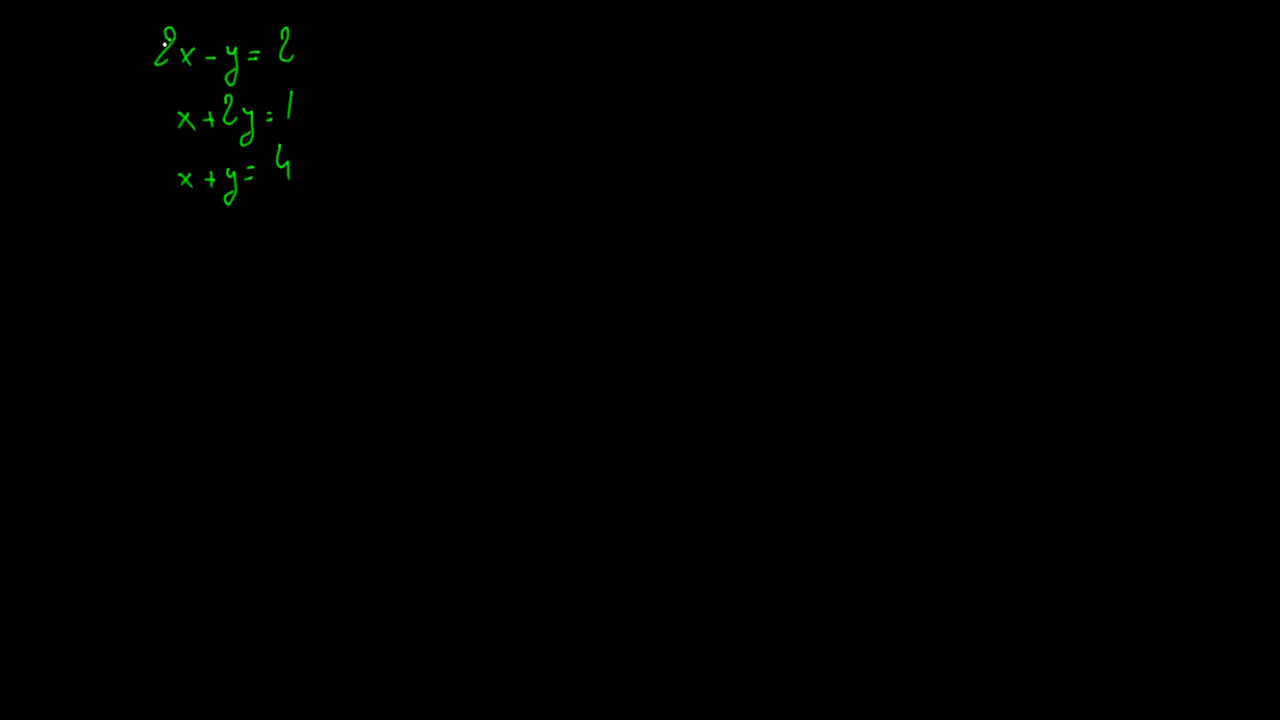 2x - y = 2
x + 2y = 1
x + y = 4